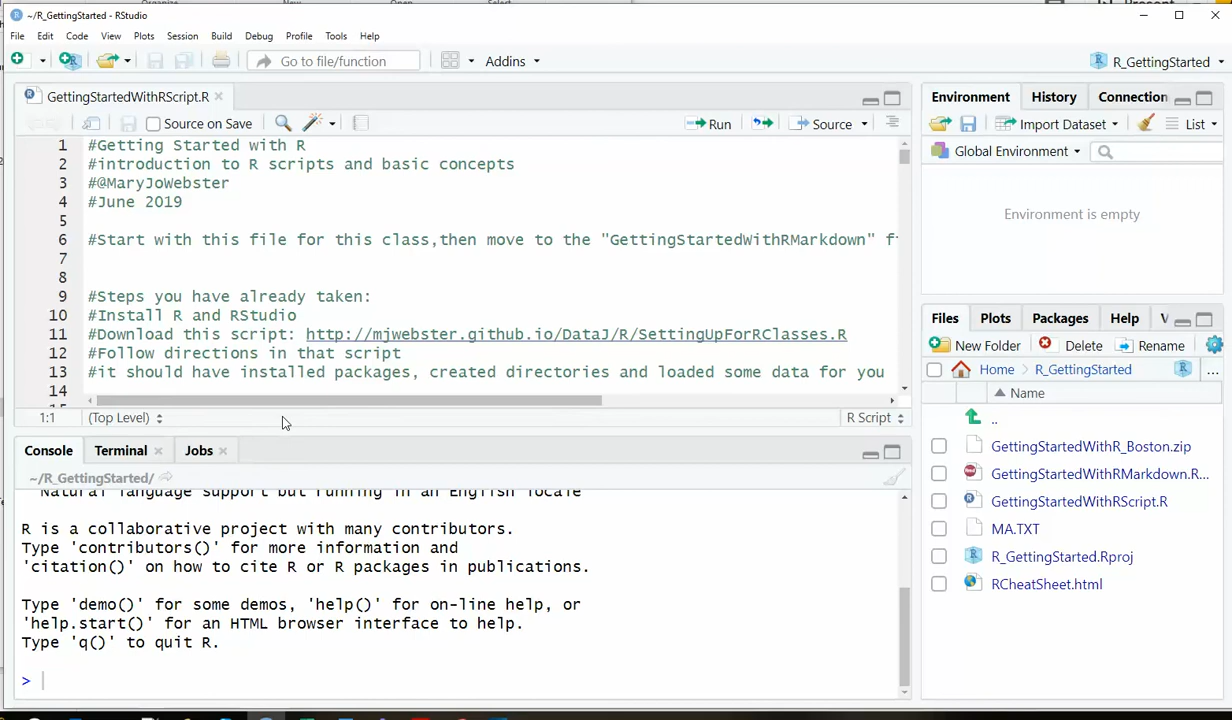 ~/R_GettingStarted - RStudio
File Edit Code View Plots Session Build Debug Profile Tools Help
Go to file/function Addins R_GettingStarted
GettingStartedWithRScript.R
Source on Save Run Source
1 #Getting Started with R
2 #introduction to R scripts and basic concepts
3 #@MaryJoWebster
4 #June 2019
5
6 #Start with this file for this class,then move to the "GettingStartedWithRMarkdown" f
7
8
9 #Steps you have already taken:
10 #Install R and RStudio
11 #Download this script: http://mjwebster.github.io/DataJ/R/SettingUpForRClasses.R
12 #Follow directions in that script
13 #it should have installed packages, created directories and loaded some data for you
14
1:1 (Top Level) R Script
Console Terminal Jobs
~/R_GettingStarted/
Natural language support but running in an English locale
R is a collaborative project with many contributors.
Type 'contributors()' for more information and
'citation()' on how to cite R or R packages in publications.
Type 'demo()' for some demos, 'help()' for on-line help, or
'help.start()' for an HTML browser interface to help.
Type 'q()' to quit R.
>
Environment History Connection
Import Dataset List
Global Environment
Environment is empty
Files Plots Packages Help V
New Folder Delete Rename
Home R_GettingStarted ...
Name
..
GettingStartedWithR_Boston.zip
GettingStartedWithRMarkdown.R...
GettingStartedWithRScript.R
MA.TXT
R_GettingStarted.Rproj
RCheatSheet.html